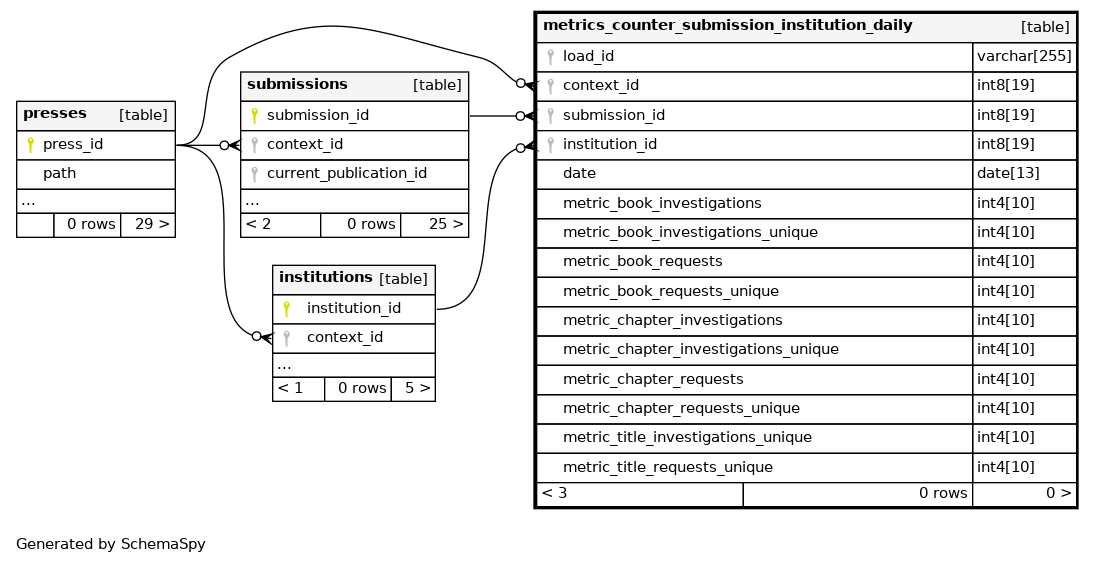 metrics_counter_submission_institution_daily [table]
load_id varchar[255]
context_id int8[19]
submission_id int8[19]
institution_id int8[19]
date date[13]
metric_book_investigations int4[10]
metric_book_investigations_unique int4[10]
metric_book_requests int4[10]
metric_book_requests_unique int4[10]
metric_chapter_investigations int4[10]
metric_chapter_investigations_unique int4[10]
metric_chapter_requests int4[10]
metric_chapter_requests_unique int4[10]
metric_title_investigations_unique int4[10]
metric_title_requests_unique int4[10]
< 3 0 rows 0 >
submissions [table]
submission_id
context_id
current_publication_id
...
< 2 0 rows 25 >
presses [table]
press_id
path
...
0 rows 29 >
institutions [table]
institution_id
context_id
...
< 1 0 rows 5 >
Generated by SchemaSpy